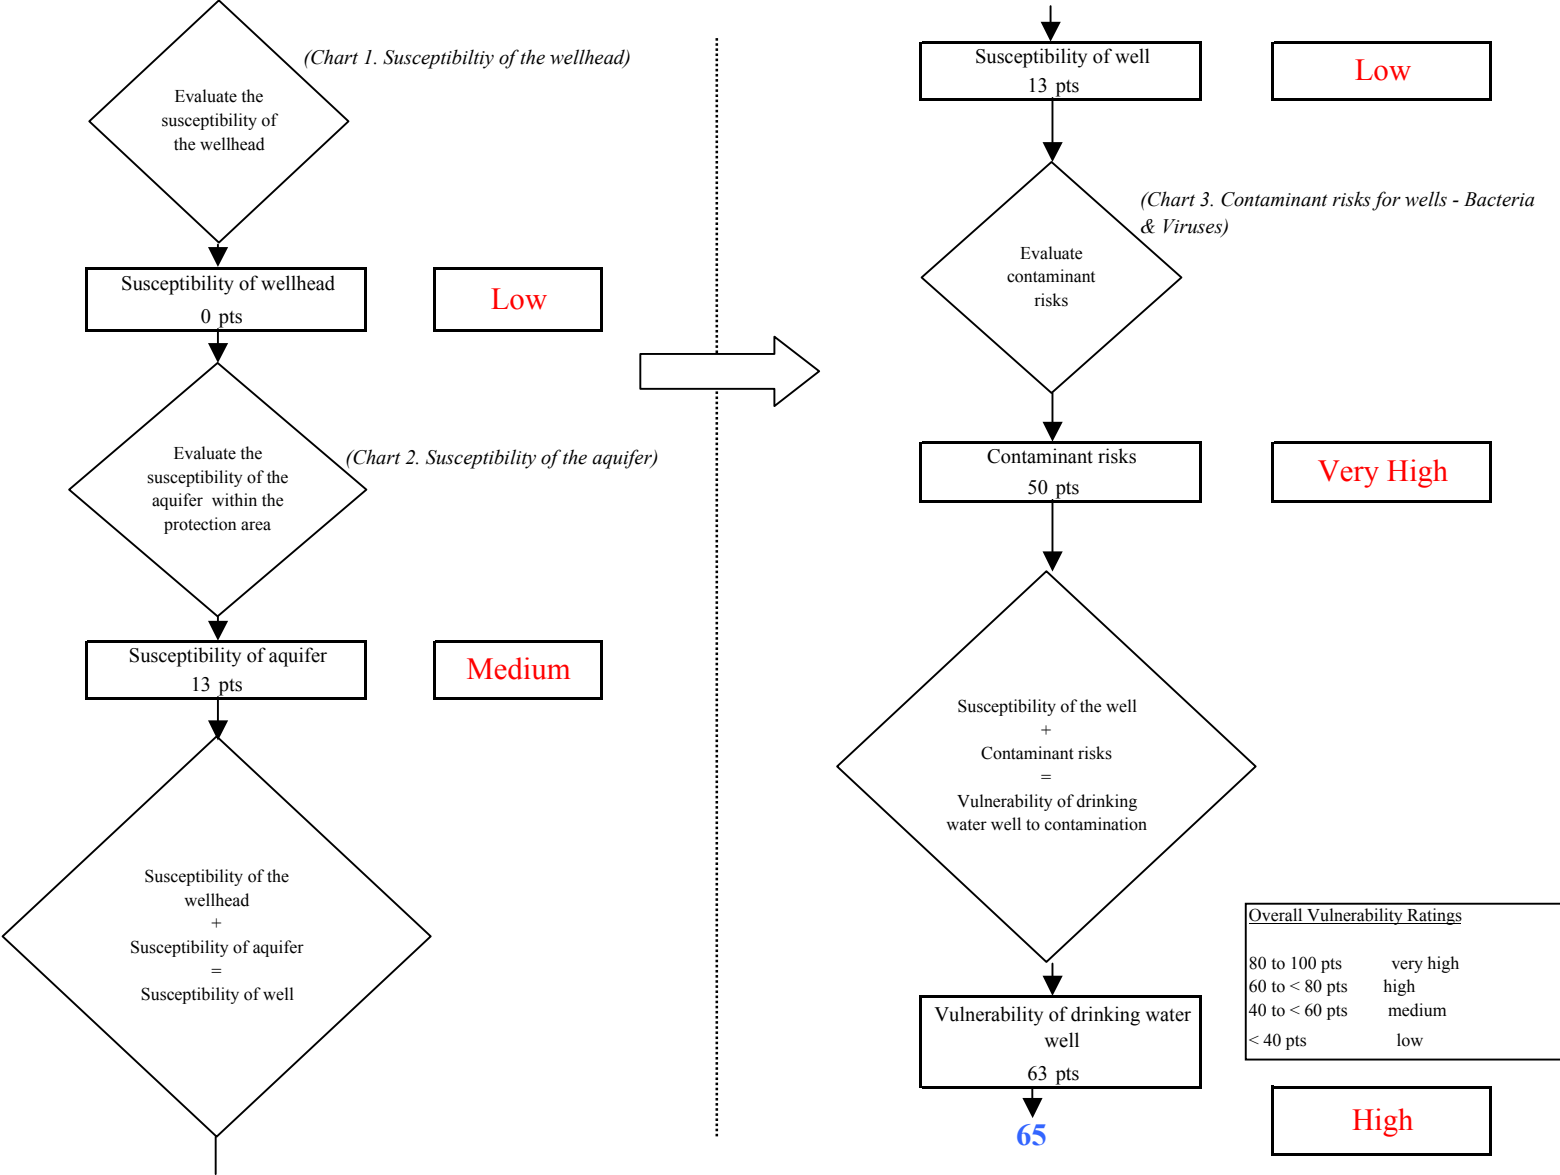 (Chart 1. Susceptibiltiy of the wellhead)
Evaluate the
susceptibility of
the wellhead
Susceptibility of wellhead
0 pts
Low
Evaluate the
susceptibility of the
aquifer within the
protection area
(Chart 2. Susceptibility of the aquifer)
Susceptibility of aquifer
13 pts
Medium
Susceptibility of the
wellhead
+
Susceptibility of aquifer
=
Susceptibility of well
Susceptibility of well
13 pts
Low
(Chart 3. Contaminant risks for wells - Bacteria
& Viruses)
Evaluate
contaminant
risks
Contaminant risks
50 pts
Very High
Susceptibility of the well
+
Contaminant risks
=
Vulnerability of drinking
water well to contamination
Overall Vulnerability Ratings
80 to 100 pts very high
60 to < 80 pts high
40 to < 60 pts medium
< 40 pts low
Vulnerability of drinking water
well
63 pts
65
High